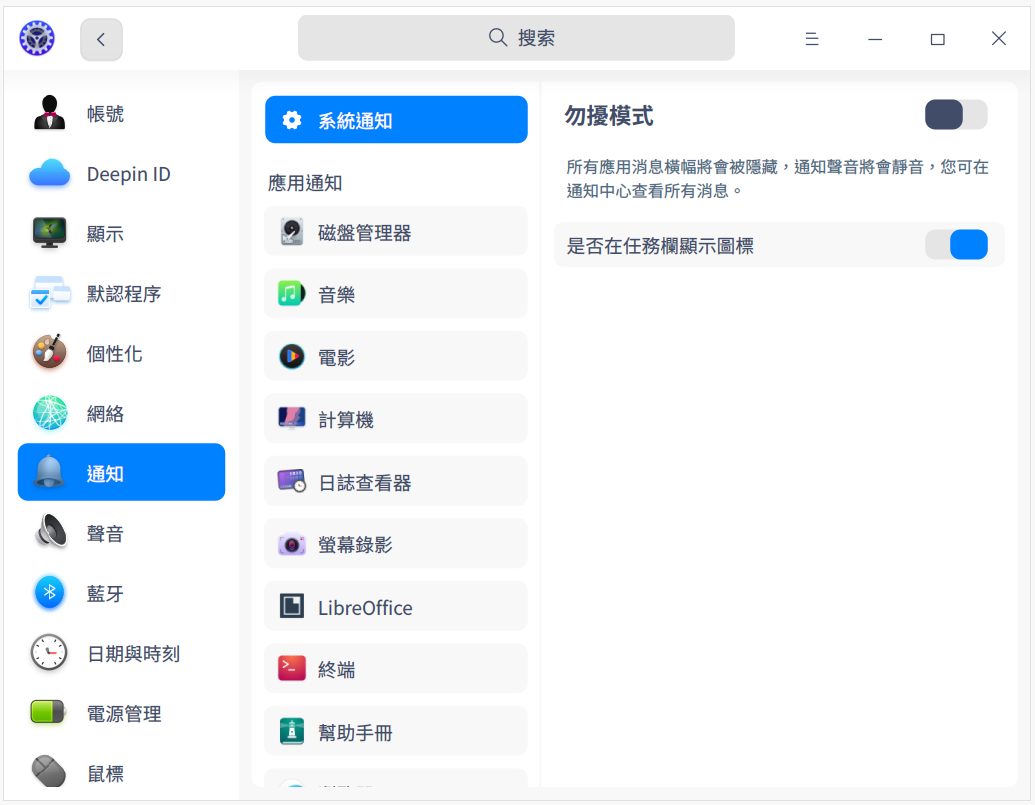 搜索
帳號
Deepin ID
顯示
默認程序
個性化
網絡
通知
聲音
藍牙
日期與時刻
電源管理
鼠標
系統通知
應用通知
磁盤管理器
音樂
電影
計算機
日誌查看器
螢幕錄影
LibreOffice
終端
幫助手冊
勿擾模式
所有應用消息橫幅將會被隱藏，通知聲音將會靜音，您可在
通知中心查看所有消息。
是否在任務欄顯示圖標